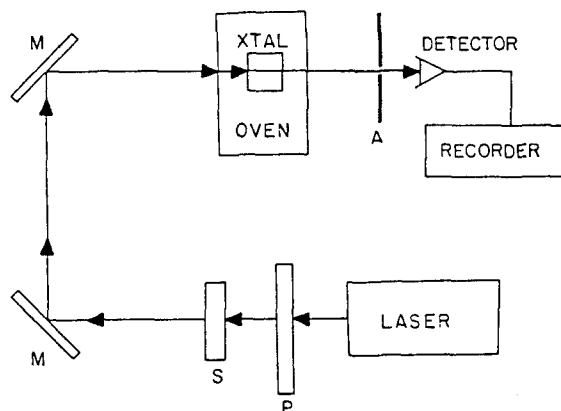 M
XTAL
DETECTOR
OVEN
A
RECORDER
LASER
M
S
P